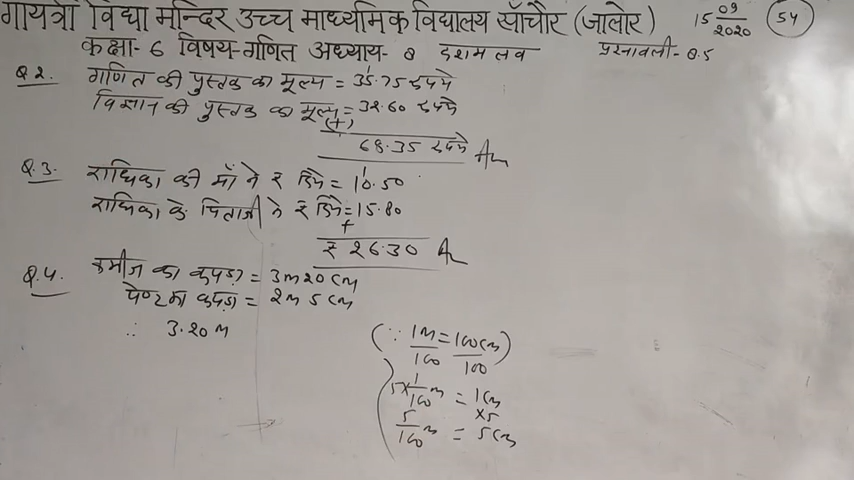 गायत्री विद्या मन्दिर उच्च माध्यमिक विद्यालय साँचौर (जालोर) 15 09 2020 54
कक्षा- 6 विषय-गणित अध्याय- 8 दशमलव प्रश्नावली- 8.5
Q.2. गणित की पुस्तक का मूल्य = 35.75 रुपये
विज्ञान की पुस्तक का मूल्य = 32.60 रुपये
(+)
68.35 रुपये Ans
Q.3. राधिका की माँ ने ₹ दिये = 10.50
राधिका के पिताजी ने ₹ दिये = 15.80
+
₹ 26.30 Ans
Q.4. कमीज का कपड़ा = 3m 20 cm
पेण्ट का कपड़ा = 2m 5 cm
∴ 3.20 m
(∵ 1m/100 = 100cm/100)
5× 1/100 m = 1cm ×5
5/100 m = 5cm